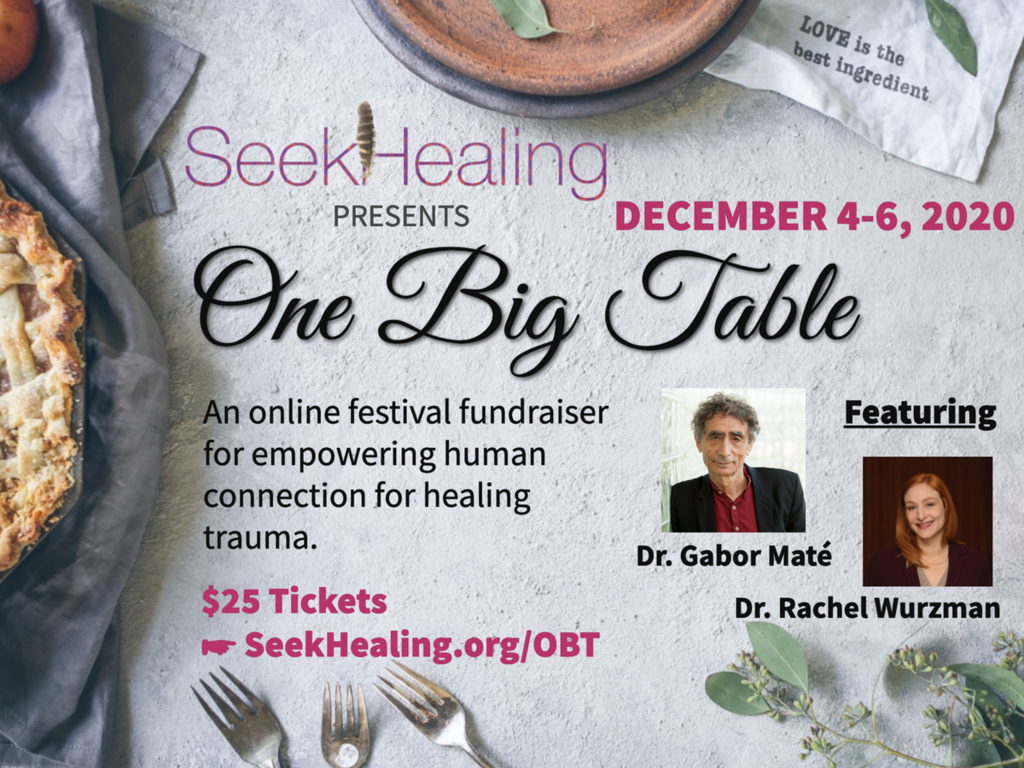 LOVE is the
best ingredient.
SeekHealing
PRESENTS
DECEMBER 4-6, 2020
One Big Table
An online festival fundraiser
for empowering human
connection for healing
trauma.
Featuring
Dr. Gabor Maté
Dr. Rachel Wurzman
$25 Tickets
☛ SeekHealing.org/OBT